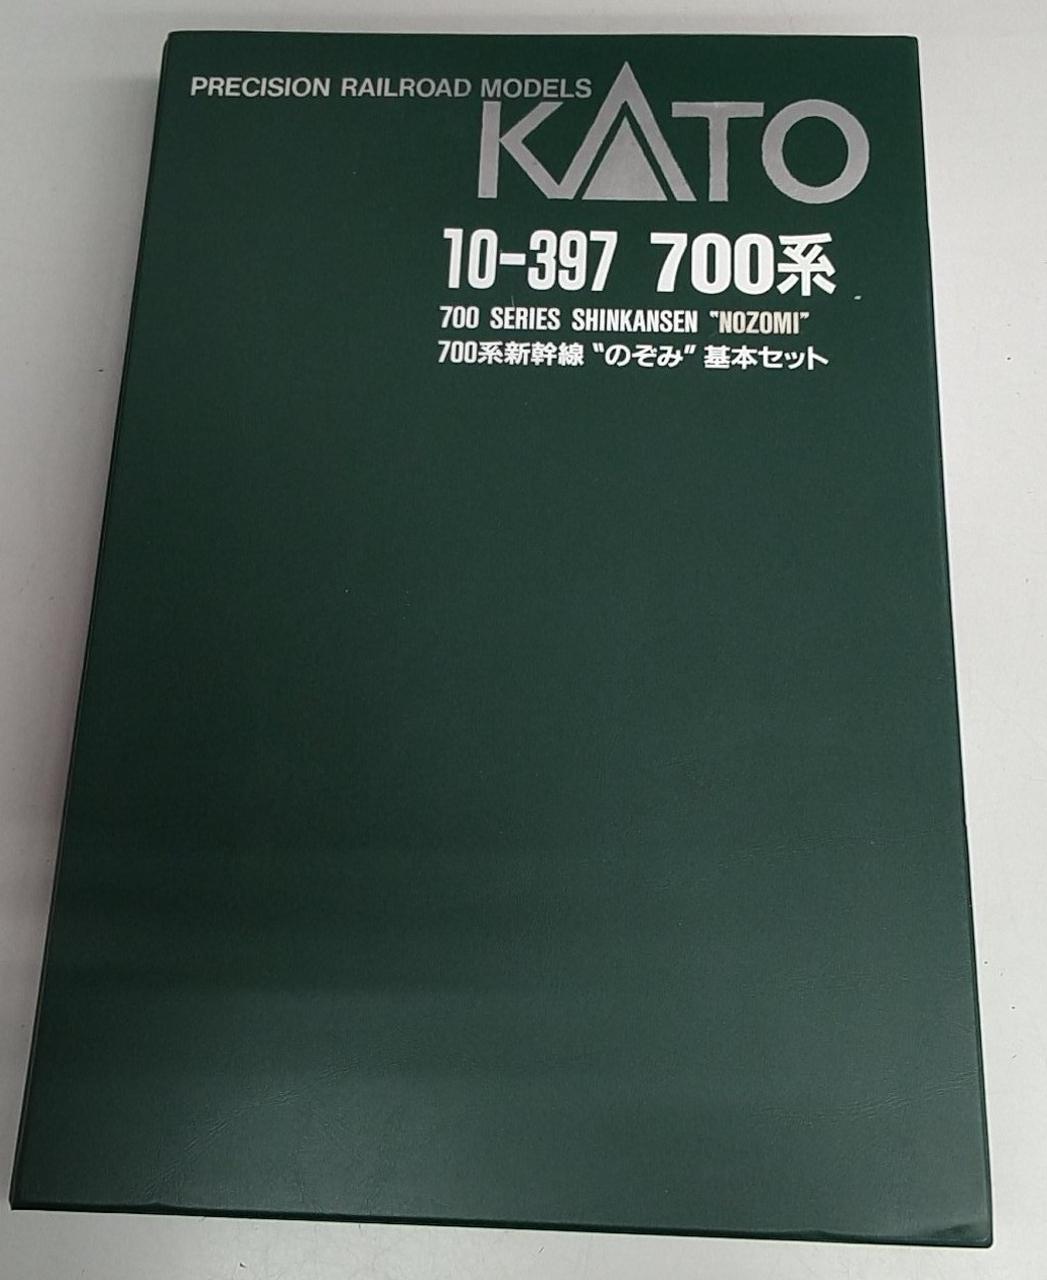 PRECISION RAILROAD MODELS
KATO
10-397 700系
700 SERIES SHINKANSEN "NOZOMI"
700系新幹線 "のぞみ" 基本セット